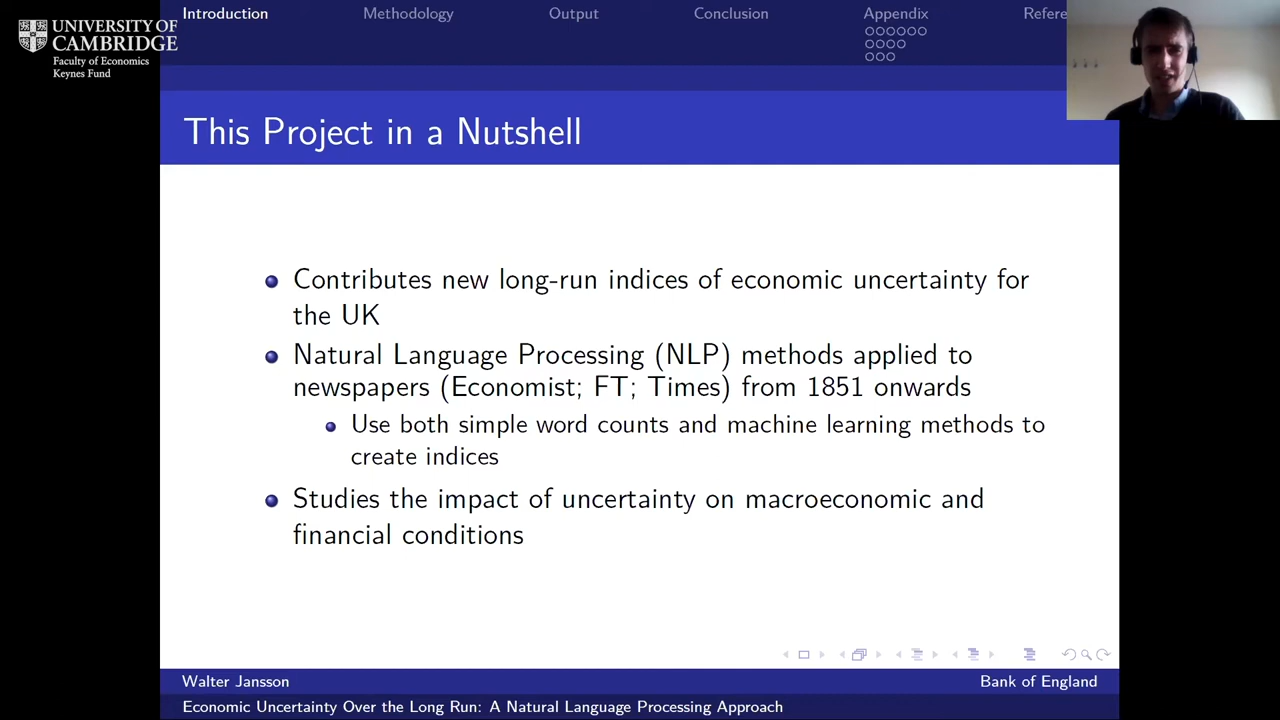 UNIVERSITY OF
CAMBRIDGE
Faculty of Economics
Keynes Fund
Introduction Methodology Output Conclusion Appendix Refere
This Project in a Nutshell
Contributes new long-run indices of economic uncertainty for
the UK
Natural Language Processing (NLP) methods applied to
newspapers (Economist; FT; Times) from 1851 onwards
Use both simple word counts and machine learning methods to
create indices
Studies the impact of uncertainty on macroeconomic and
financial conditions
Walter Jansson Bank of England
Economic Uncertainty Over the Long Run: A Natural Language Processing Approach